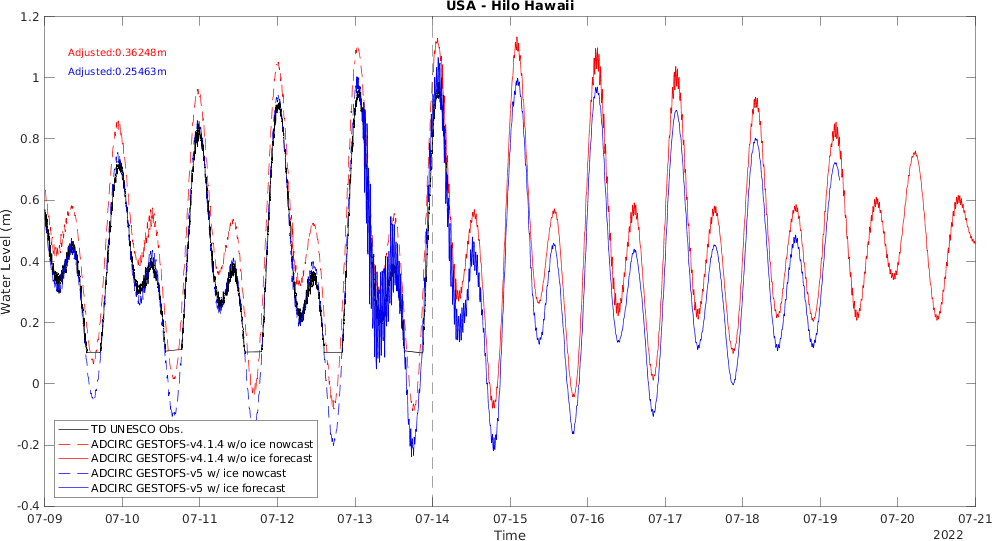 USA - Hilo Hawaii
Adjusted:0.36248m
Adjusted:0.25463m
Water Level (m)
1.2
1
0.8
0.6
0.4
0.2
0
-0.2
-0.4
TD UNESCO Obs.
ADCIRC GESTOFS-v4.1.4 w/o ice nowcast
ADCIRC GESTOFS-v4.1.4 w/o ice forecast
ADCIRC GESTOFS-v5 w/ ice nowcast
ADCIRC GESTOFS-v5 w/ ice forecast
07-09 07-10 07-11 07-12 07-13 07-14 07-15 07-16 07-17 07-18 07-19 07-20 07-21
Time
2022